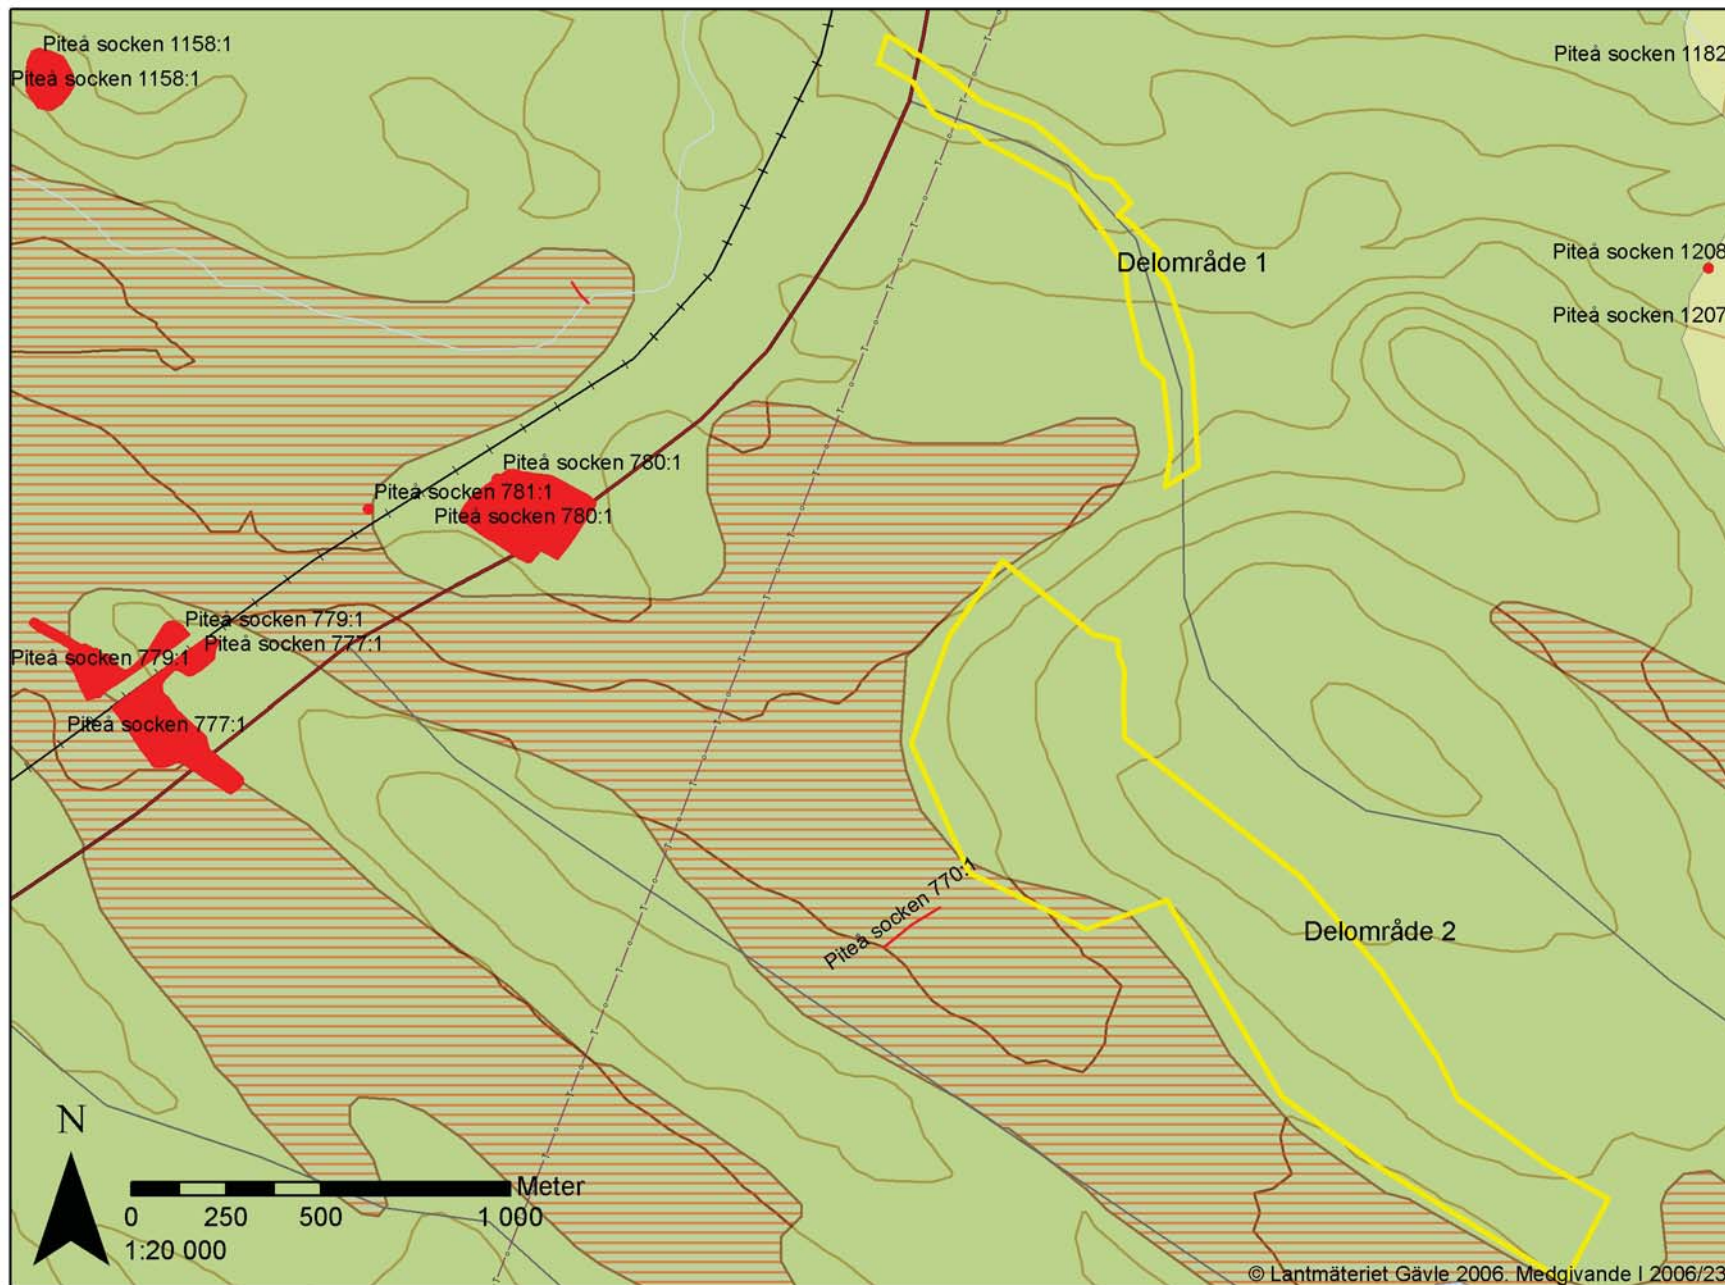 Piteå socken 1158:1
Piteå socken 1182
Piteå socken 1158:1
Piteå socken 1208
Delområde 1
Piteå socken 1207
Piteå socken 780:1
Piteå socken 781:1
Piteå socken 780:1
Piteå socken 779:1
Piteå socken 777:1
Piteå socken 779:1
Piteå socken 777:1
Piteå socken 770:1
Delområde 2
N
Meter
0 250 500 1 000
1:20 000
© Lantmäteriet Gävle 2006. Medgivande I 2006/23